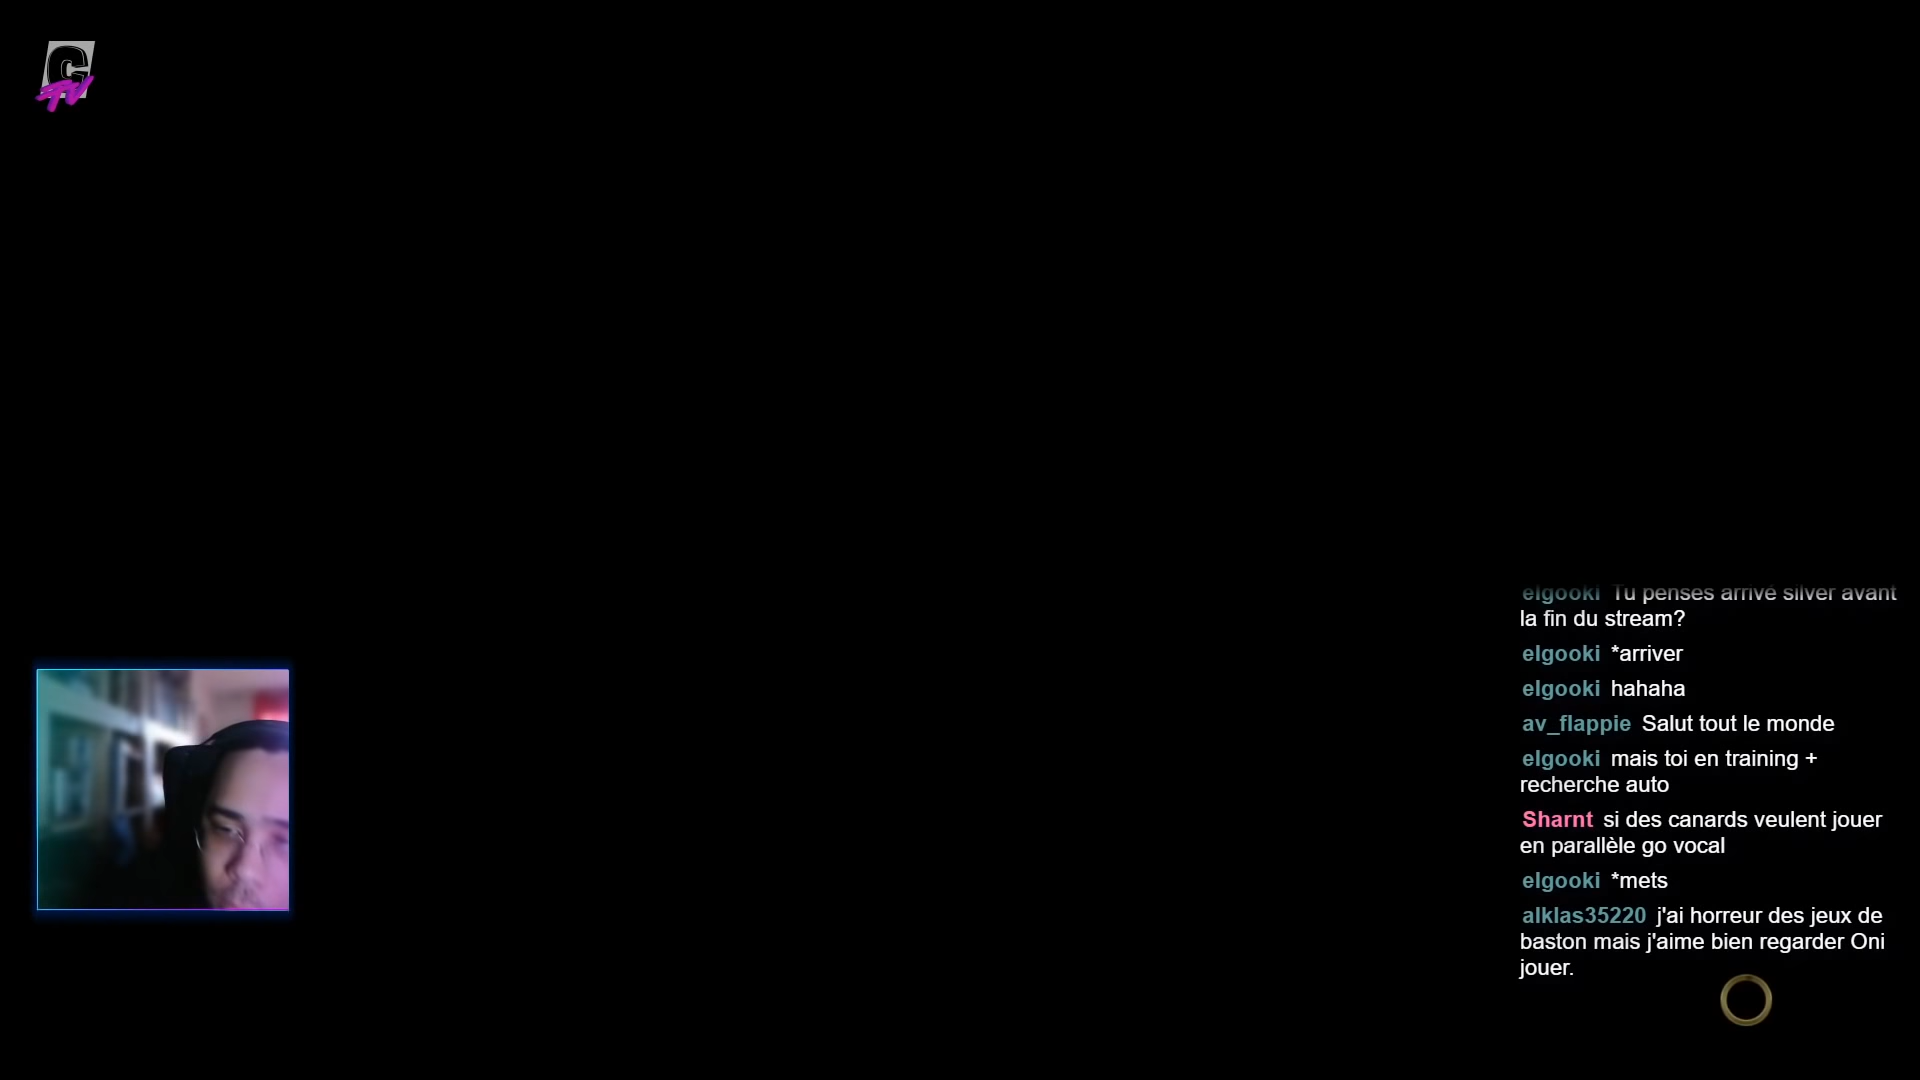 C
TV
elgooki Tu penses arrivé silver avant
la fin du stream?
elgooki *arriver
elgooki hahaha
av_flappie Salut tout le monde
elgooki mais toi en training +
recherche auto
Sharnt si des canards veulent jouer
en parallèle go vocal
elgooki *mets
alklas35220 j'ai horreur des jeux de
baston mais j'aime bien regarder Oni
jouer.